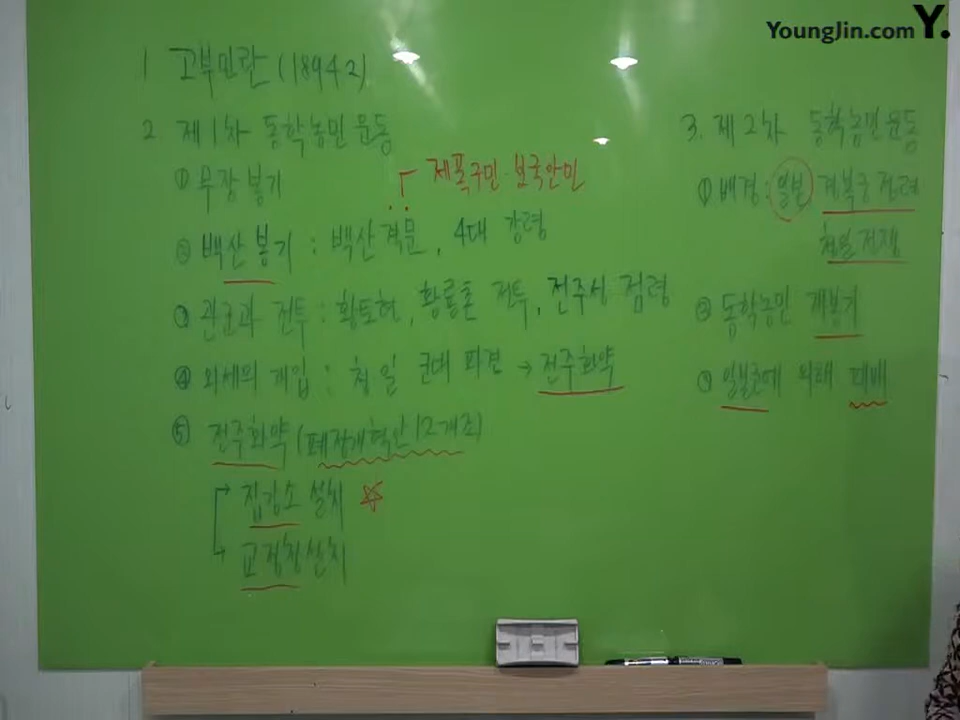 YoungJin.com Y.
1 고부민란 (1894 2)
2 제1차 동학농민운동
① 무장봉기
제폭구민·보국안민
② 백산봉기 : 백산격문, 4대 강령
③ 관군과 전투 : 황토현, 황룡촌 전투, 전주성 점령
④ 외세의 개입 : 청 일 군대 파견 → 전주화약
⑤ 전주화약 (폐정개혁안 12개조)
→ 집강소 설치 ☆
→ 교정청 설치
3. 제2차 동학농민운동
① 배경 : 일본 경복궁 점령
청일전쟁
② 동학농민 재봉기
③ 일본군에 의해 패배